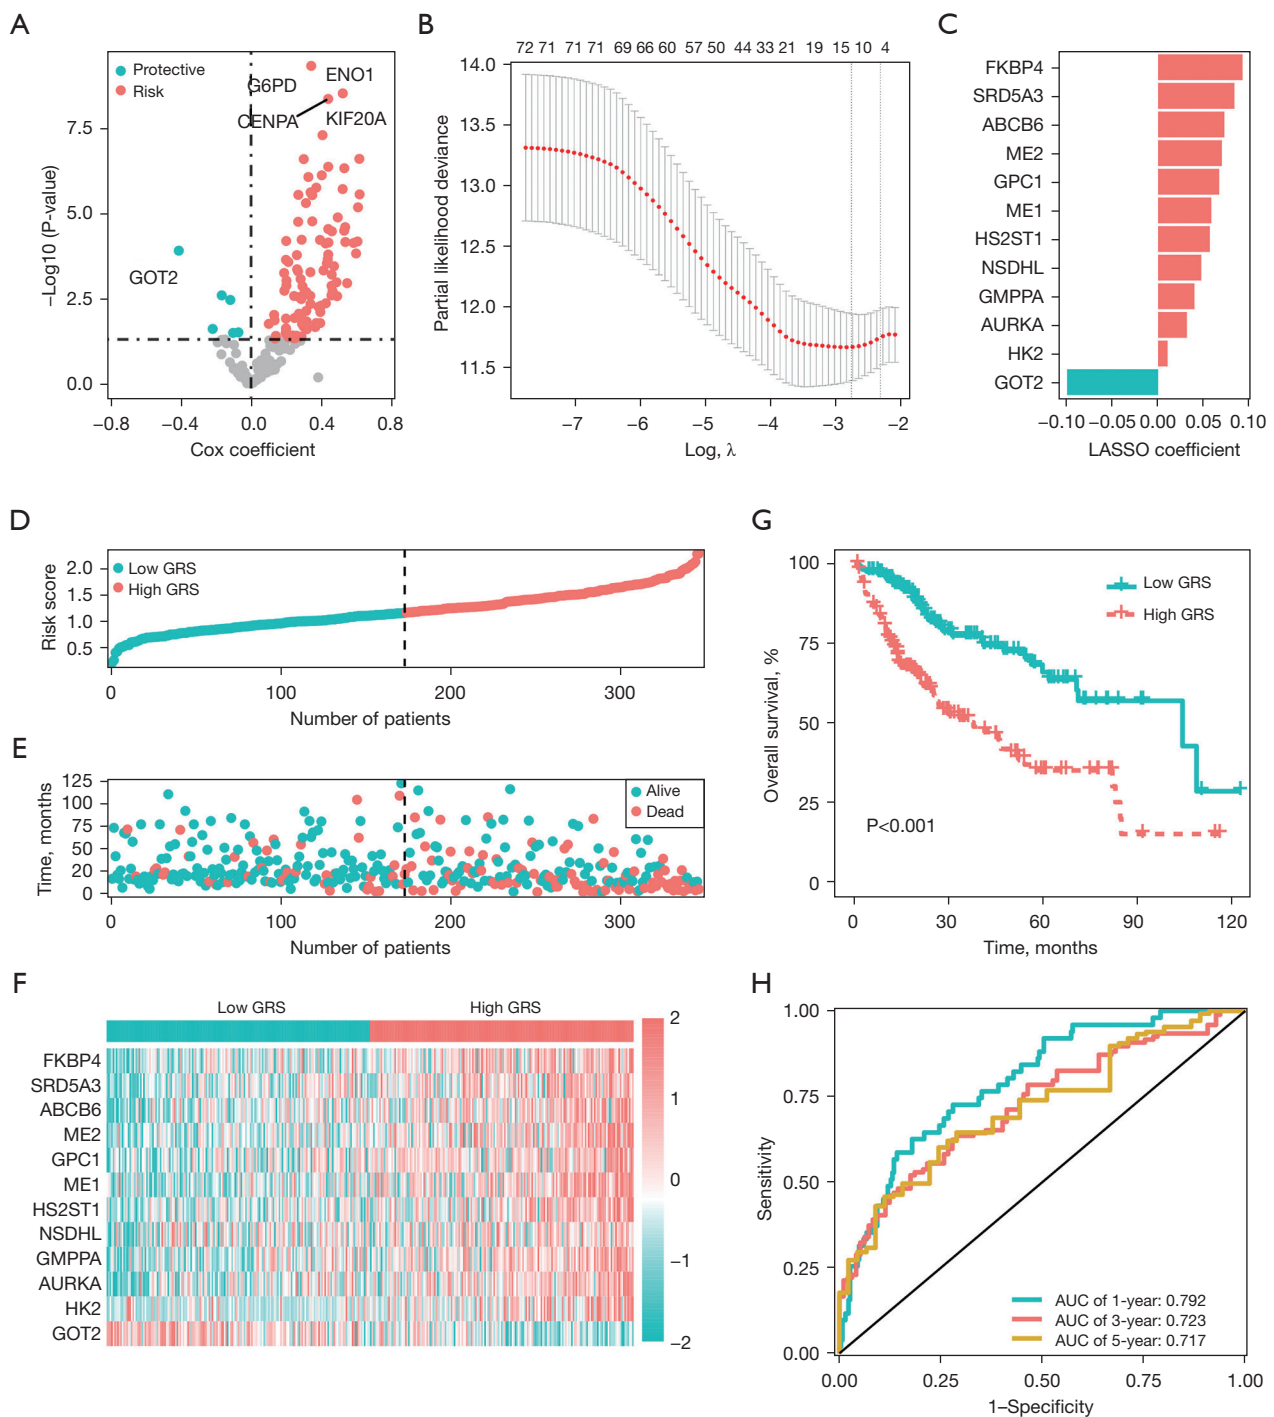 A
Protective
Risk
G6PD
ENO1
CENPA
KIF20A
GOT2
7.5
5.0
2.5
0.0
−Log10 (P-value)
−0.8 −0.4 0.0 0.4 0.8
Cox coefficient
B
72 71 71 71 69 66 60 57 50 44 33 21 19 15 10 4
14.0
13.5
13.0
12.5
12.0
11.5
Partial likelihood deviance
−7 −6 −5 −4 −3 −2
Log, λ
C
FKBP4
SRD5A3
ABCB6
ME2
GPC1
ME1
HS2ST1
NSDHL
GMPPA
AURKA
HK2
GOT2
−0.10 −0.05 0.00 0.05 0.10
LASSO coefficient
D
Low GRS
High GRS
2.0
1.5
1.0
0.5
Risk score
0 100 200 300
Number of patients
E
Alive
Dead
125
100
75
50
20
0
Time, months
0 100 200 300
Number of patients
F
Low GRS High GRS
FKBP4
SRD5A3
ABCB6
ME2
GPC1
ME1
HS2ST1
NSDHL
GMPPA
AURKA
HK2
GOT2
2
1
0
−1
−2
G
Low GRS
High GRS
100
75
50
25
0
Overall survival, %
P<0.001
0 30 60 90 120
Time, months
H
1.00
0.75
0.50
0.25
0.00
Sensitivity
AUC of 1-year: 0.792
AUC of 3-year: 0.723
AUC of 5-year: 0.717
0.00 0.25 0.50 0.75 1.00
1−Specificity